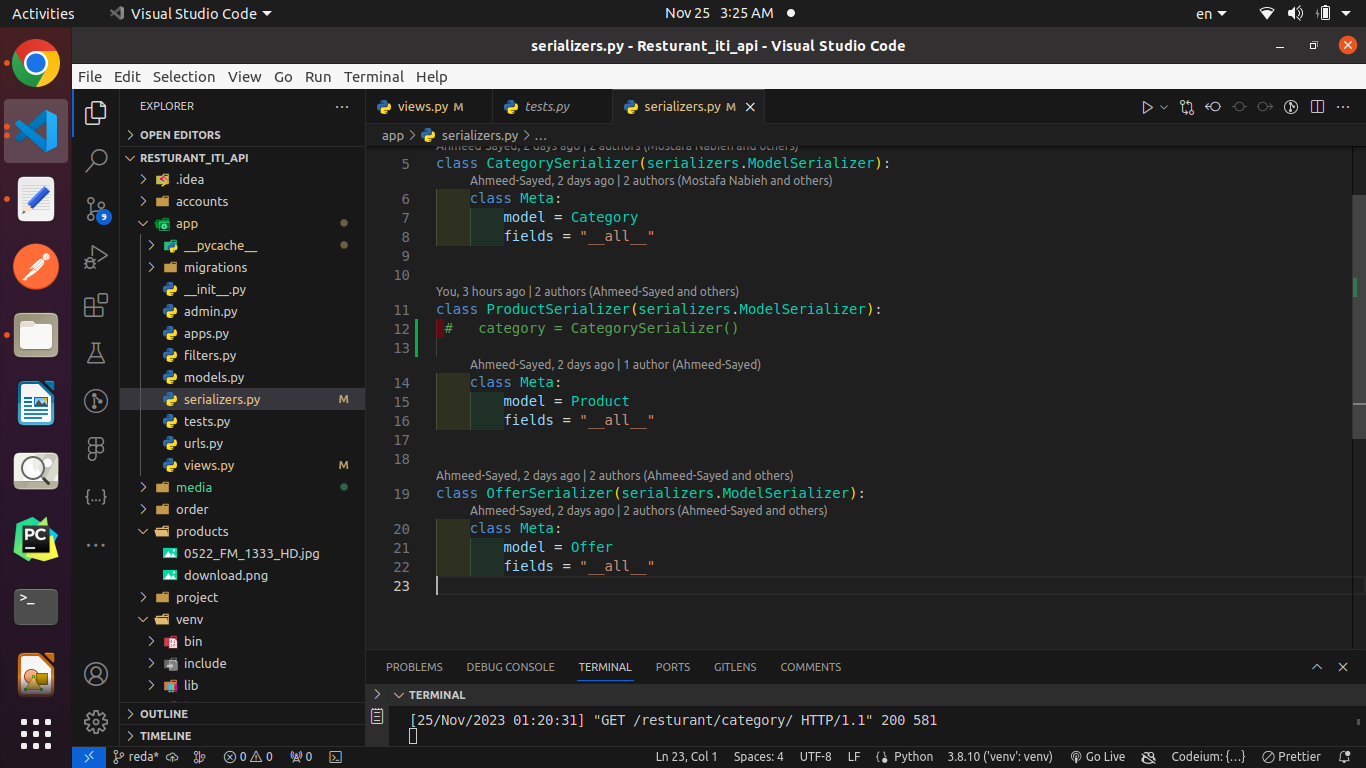 Activities
Visual Studio Code
Nov 25 3:25 AM
en
serializers.py - Resturant_iti_api - Visual Studio Code
File Edit Selection View Go Run Terminal Help
EXPLORER
OPEN EDITORS
RESTURANT_ITI_API
.idea
accounts
app
__pycache__
migrations
__init__.py
admin.py
apps.py
filters.py
models.py
serializers.py M
tests.py
urls.py
views.py M
media
order
products
0522_FM_1333_HD.jpg
download.png
project
venv
bin
include
lib
OUTLINE
TIMELINE
9
PC
>_
views.py M
tests.py
serializers.py M
app > serializers.py > ...
Ahmeed-Sayed, 2 days ago | 2 authors (Mostafa Nabieh and others)
5 class CategorySerializer(serializers.ModelSerializer):
Ahmeed-Sayed, 2 days ago | 2 authors (Mostafa Nabieh and others)
6 class Meta:
7 model = Category
8 fields = "__all__"
9
10
You, 3 hours ago | 2 authors (Ahmeed-Sayed and others)
11 class ProductSerializer(serializers.ModelSerializer):
12 # category = CategorySerializer()
13
Ahmeed-Sayed, 2 days ago | 1 author (Ahmeed-Sayed)
14 class Meta:
15 model = Product
16 fields = "__all__"
17
18
Ahmeed-Sayed, 2 days ago | 2 authors (Ahmeed-Sayed and others)
19 class OfferSerializer(serializers.ModelSerializer):
Ahmeed-Sayed, 2 days ago | 2 authors (Ahmeed-Sayed and others)
20 class Meta:
21 model = Offer
22 fields = "__all__"
23
PROBLEMS DEBUG CONSOLE TERMINAL PORTS GITLENS COMMENTS
TERMINAL
[25/Nov/2023 01:20:31] "GET /resturant/category/ HTTP/1.1" 200 581
reda* 0 0 0 Ln 23, Col 1 Spaces: 4 UTF-8 LF Python 3.8.10 ('venv': venv) Go Live Codeium: {...} Prettier